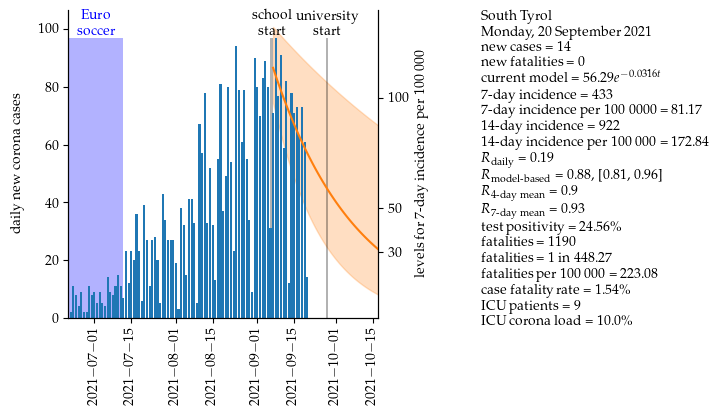 Euro
soccer
school
start
university
start
100
80
60
40
20
0
daily new corona cases
100
50
30
levels for 7-day incidence per 100 000
2021−07−01
2021−07−15
2021−08−01
2021−08−15
2021−09−01
2021−09−15
2021−10−01
2021−10−15
South Tyrol
Monday, 20 September 2021
new cases = 14
new fatalities = 0
current model = 56.29e^{−0.0316t}
7-day incidence = 433
7-day incidence per 100 0000 = 81.17
14-day incidence = 922
14-day incidence per 100 000 = 172.84
R_daily = 0.19
R_model-based = 0.88, [0.81, 0.96]
R_4-day mean = 0.9
R_7-day mean = 0.93
test positivity = 24.56%
fatalities = 1190
fatalities = 1 in 448.27
fatalities per 100 000 = 223.08
case fatality rate = 1.54%
ICU patients = 9
ICU corona load = 10.0%